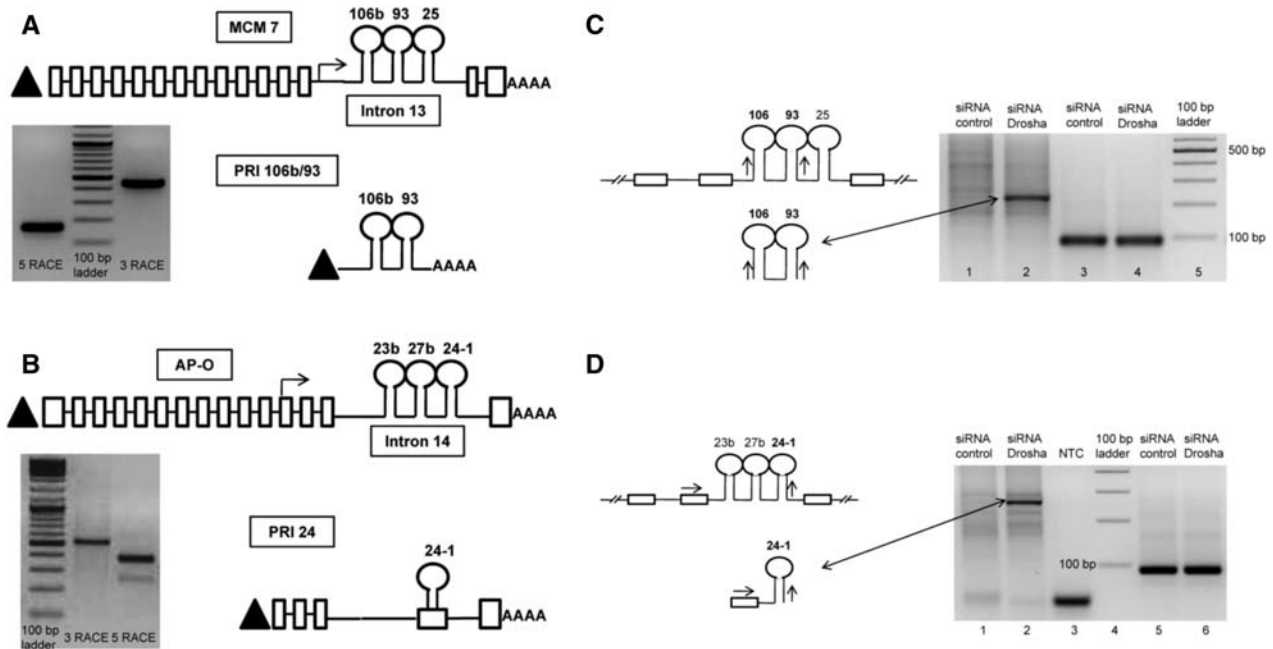 A
MCM 7
106b 93 25
AAAA
Intron 13
PRI 106b/93
106b 93
AAAA
5 RACE
100 bp
ladder
3 RACE
B
AP-O
23b 27b 24-1
AAAA
Intron 14
PRI 24
24-1
AAAA
100 bp
ladder
3 RACE
5 RACE
C
106 93 25
106 93
siRNA
control
siRNA
Drosha
siRNA
control
siRNA
Drosha
100 bp
ladder
500 bp
100 bp
1 2 3 4 5
D
23b 27b 24-1
24-1
siRNA
control
siRNA
Drosha
NTC
100 bp
ladder
siRNA
control
siRNA
Drosha
100 bp
1 2 3 4 5 6